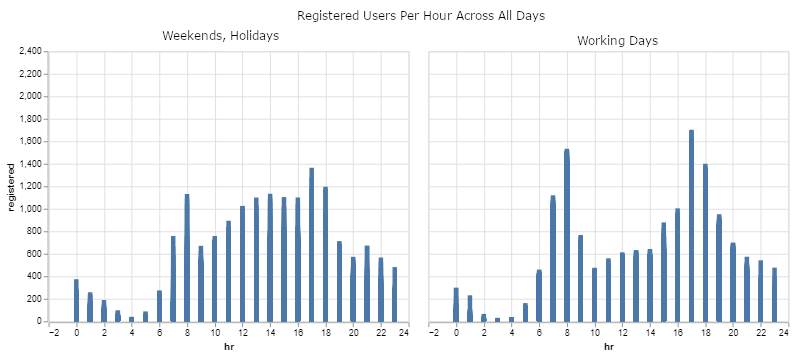 Registered Users Per Hour Across All Days
Weekends, Holidays
Working Days
2,400
2,200
2,000
1,800
1,600
1,400
1,200
1,000
800
600
400
200
0
registered
−2 0 2 4 6 8 10 12 14 16 18 20 22 24
−2 0 2 4 6 8 10 12 14 16 18 20 22 24
hr
hr